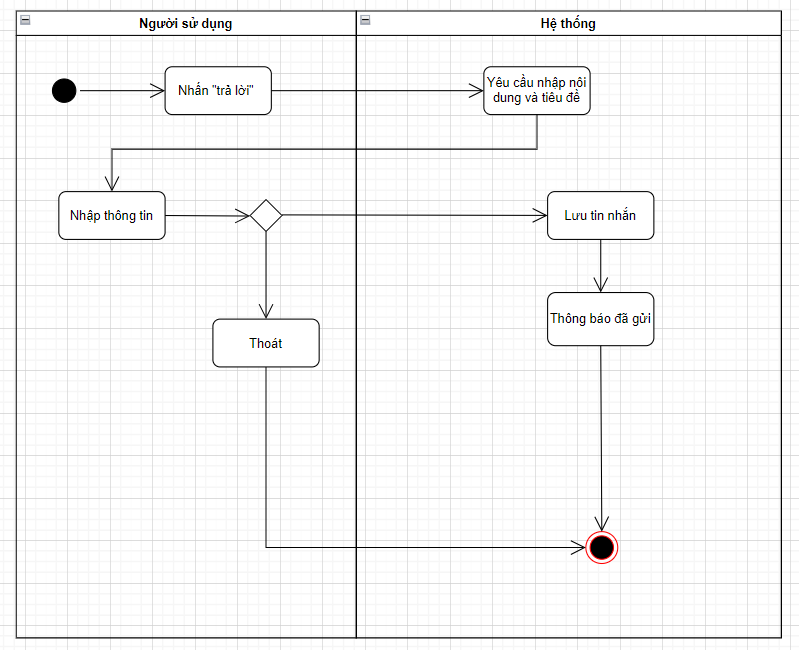 Người sử dụng
Hệ thống
Nhấn "trả lời"
Yêu cầu nhập nội
dung và tiêu đề
Nhập thông tin
Lưu tin nhắn
Thông báo đã gửi
Thoát